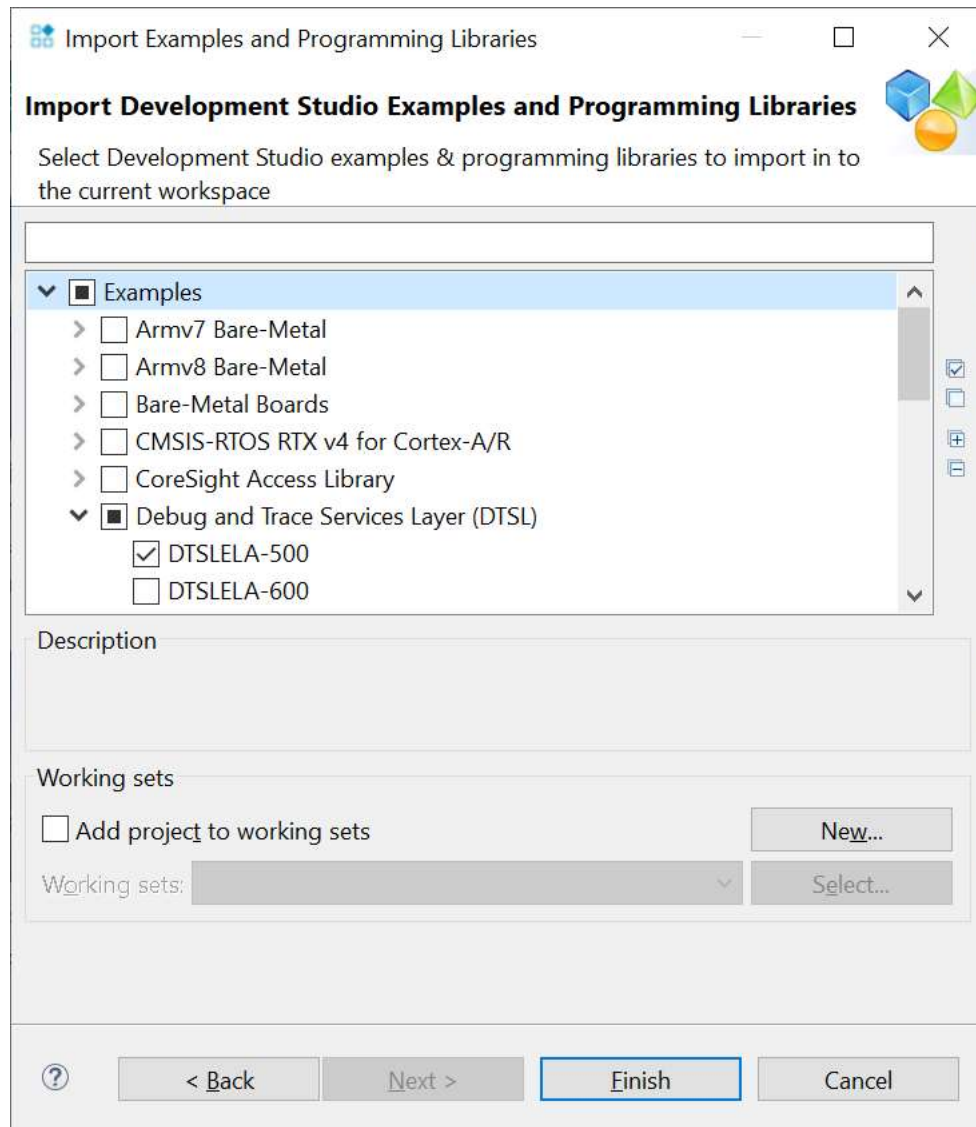 Import Examples and Programming Libraries
Import Development Studio Examples and Programming Libraries
Select Development Studio examples & programming libraries to import in to
the current workspace
Examples
Armv7 Bare-Metal
Armv8 Bare-Metal
Bare-Metal Boards
CMSIS-RTOS RTX v4 for Cortex-A/R
CoreSight Access Library
Debug and Trace Services Layer (DTSL)
DTSLELA-500
DTSLELA-600
Description
Working sets
Add project to working sets
New...
Working sets:
Select...
< Back
Next >
Finish
Cancel